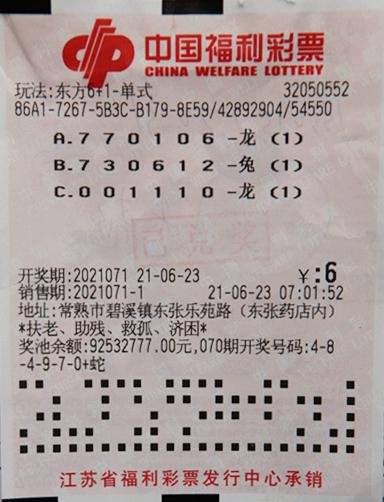 中国福利彩票
CHINA WELFARE LOTTERY
玩法:东方6+1-单式 32050552
86A1-7267-5B3C-B179-8E59/42892904/54550
A.770106-龙 (1)
B.730612-兔 (1)
C.001110-龙 (1)
已兑奖
开奖期:2021071 21-06-23 ￥:6
销售期:2021071-1 21-06-23 07:01:52
地址:常熟市碧溪镇东张乐苑路（东张药店内）
*扶老、助残、救孤、济困*
奖池余额:92532777.00元,070期开奖号码:4-8
-4-9-7-0+蛇
江苏省福利彩票发行中心承销